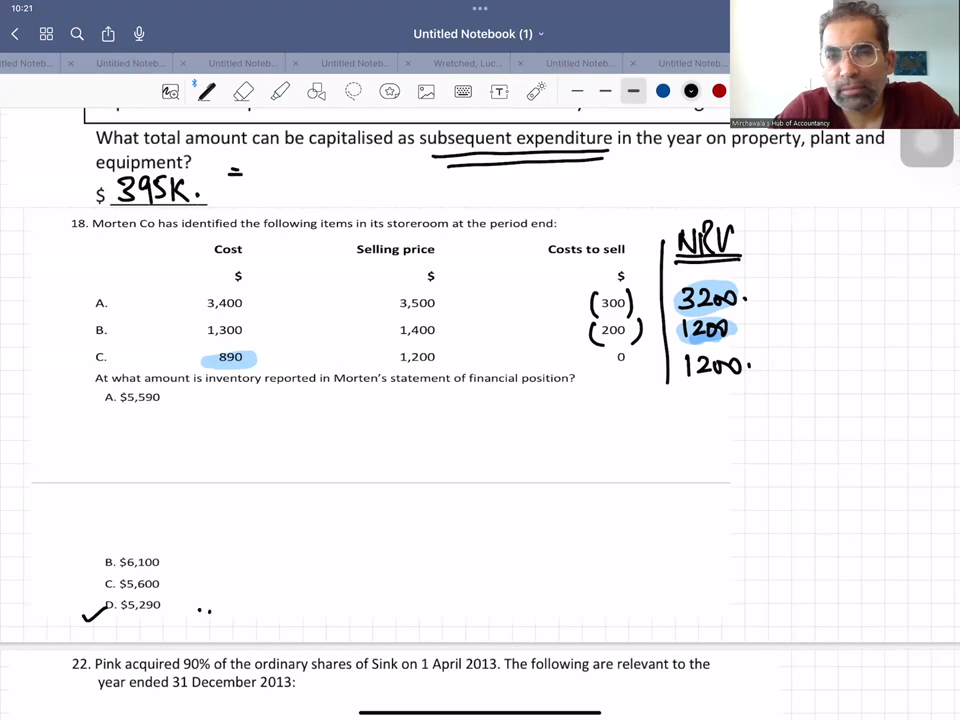 10:21
Untitled Notebook (1)
ntitled Noteb...
Untitled Noteb...
Untitled Noteb...
Untitled Noteb...
Wretched, Luc...
Untitled Noteb...
Untitled Noteb...
Mirchawala's Hub of Accountancy
What total amount can be capitalised as subsequent expenditure in the year on property, plant and
equipment? =
$ 395K.
18. Morten Co has identified the following items in its storeroom at the period end:
Cost Selling price Costs to sell NRV
$ $ $
A. 3,400 3,500 (300) 3200.
B. 1,300 1,400 (200) 1200
C. 890 1,200 0 1200.
At what amount is inventory reported in Morten's statement of financial position?
A. $5,590
B. $6,100
C. $5,600
D. $5,290
22. Pink acquired 90% of the ordinary shares of Sink on 1 April 2013. The following are relevant to the
year ended 31 December 2013: